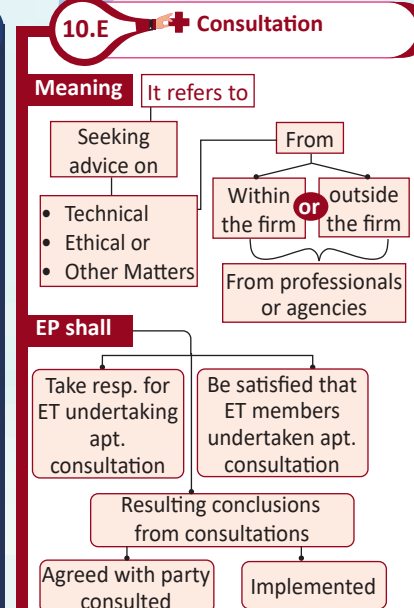 10.E
Consultation
Meaning
It refers to
Seeking
advice on
• Technical
• Ethical or
• Other Matters
From
Within
the firm
or
outside
the firm
From professionals
or agencies
EP shall
Take resp. for
ET undertaking
apt.
consultation
Be satisfied that
ET members
undertaken apt.
consultation
Resulting conclusions
from consultations
Agreed with party
consulted
Implemented